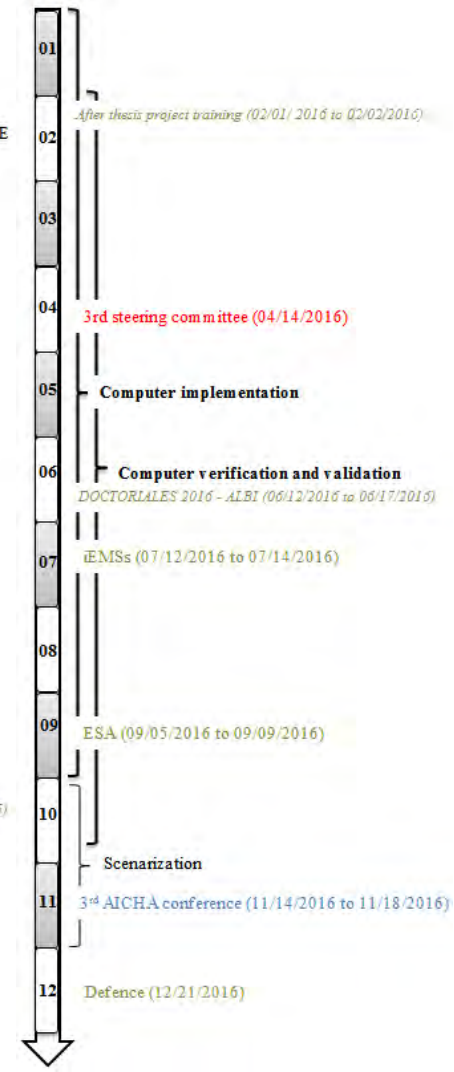 01
After thesis project training (02/01/ 2016 to 02/02/2016)
E
02
03
04
3rd steering committee (04/14/2016)
05
Computer implementation
06
Computer verification and validation
DOCTORIALES 2016 - ALBI (06/12/2016 to 06/17/2016)
07
iEMSs (07/12/2016 to 07/14/2016)
08
09
ESA (09/05/2016 to 09/09/2016)
10
Scenarization
11
3rd AICHA conference (11/14/2016 to 11/18/2016)
12
Defence (12/21/2016)